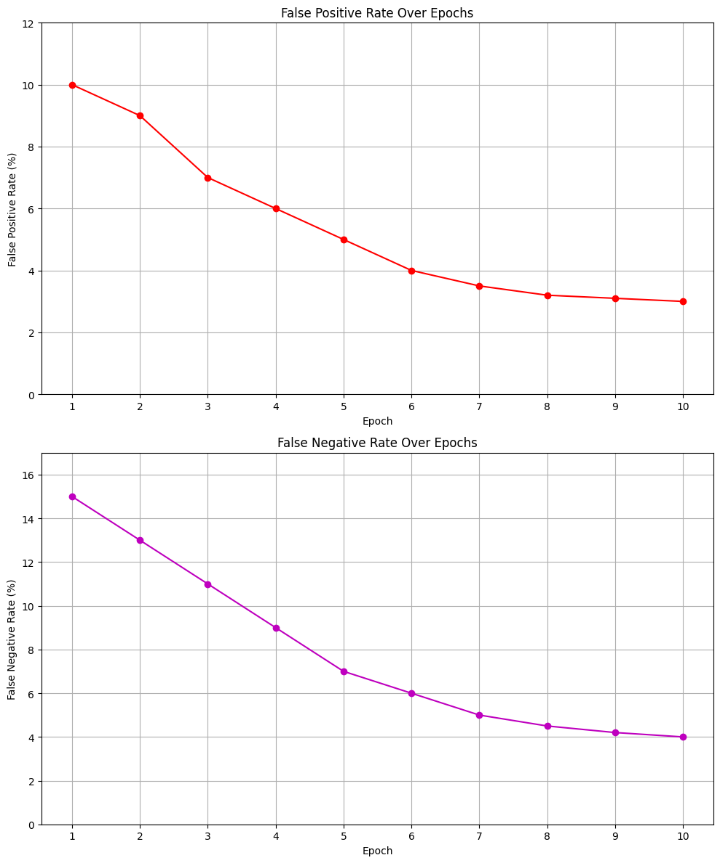 False Positive Rate Over Epochs
12
10
8
6
4
2
0
False Positive Rate (%)
1 2 3 4 5 6 7 8 9 10
Epoch
False Negative Rate Over Epochs
16
14
12
10
8
6
4
2
0
False Negative Rate (%)
1 2 3 4 5 6 7 8 9 10
Epoch